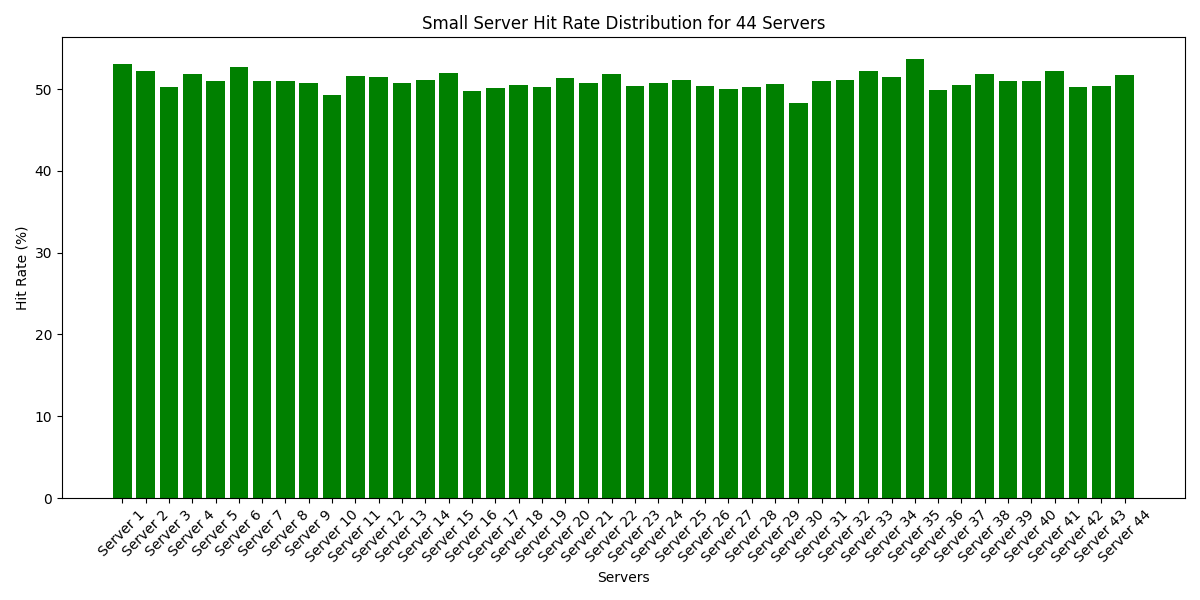 Small Server Hit Rate Distribution for 44 Servers
Hit Rate (%)
50
40
30
20
10
0
Server 1
Server 2
Server 3
Server 4
Server 5
Server 6
Server 7
Server 8
Server 9
Server 10
Server 11
Server 12
Server 13
Server 14
Server 15
Server 16
Server 17
Server 18
Server 19
Server 20
Server 21
Server 22
Server 23
Server 24
Server 25
Server 26
Server 27
Server 28
Server 29
Server 30
Server 31
Server 32
Server 33
Server 34
Server 35
Server 36
Server 37
Server 38
Server 39
Server 40
Server 41
Server 42
Server 43
Server 44
Servers